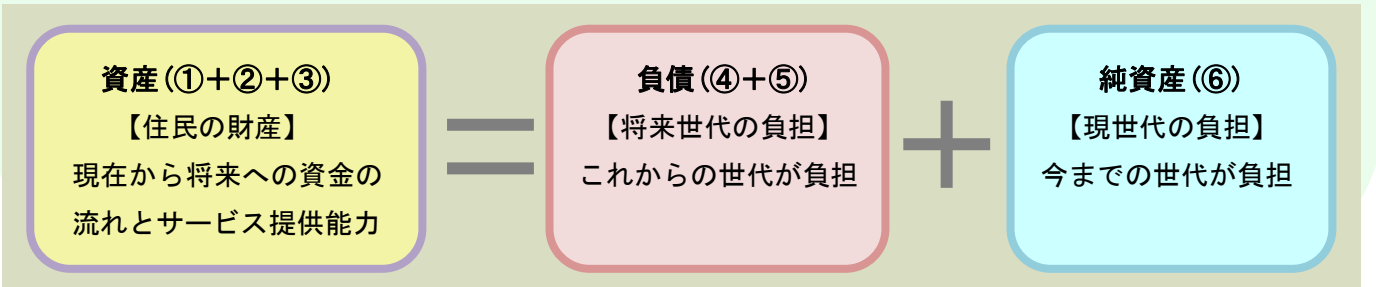 資産(①+②+③)
【住民の財産】
現在から将来への資金の
流れとサービス提供能力
=
負債(④+⑤)
【将来世代の負担】
これからの世代が負担
+
純資産(⑥)
【現世代の負担】
今までの世代が負担